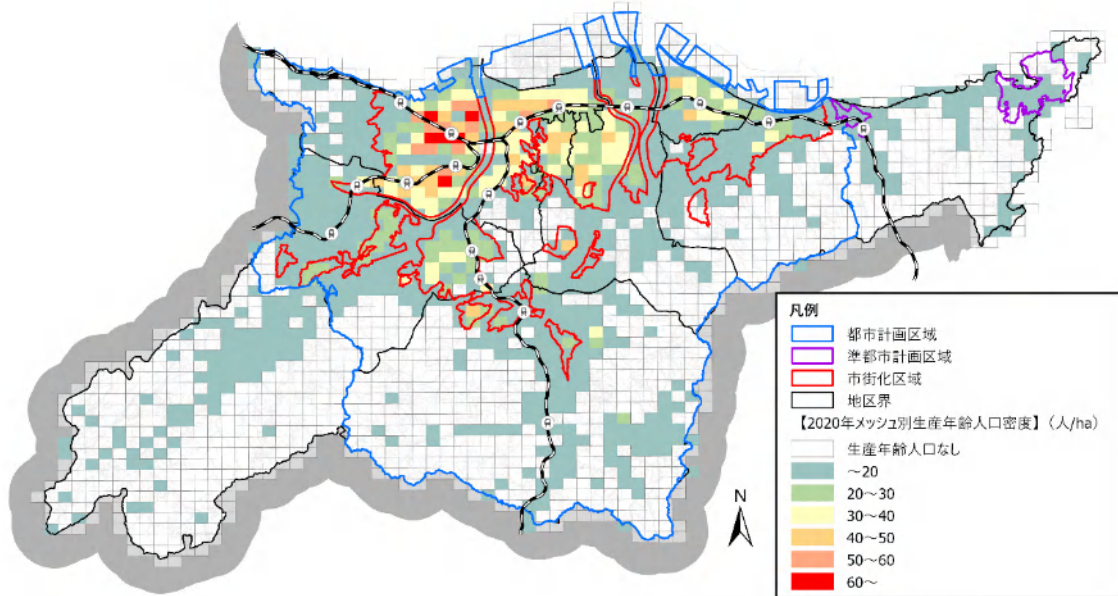 N
凡例
都市計画区域
準都市計画区域
市街化区域
地区界
【2020年メッシュ別生産年齢人口密度】（人/ha）
生産年齢人口なし
～20
20～30
30～40
40～50
50～60
60～